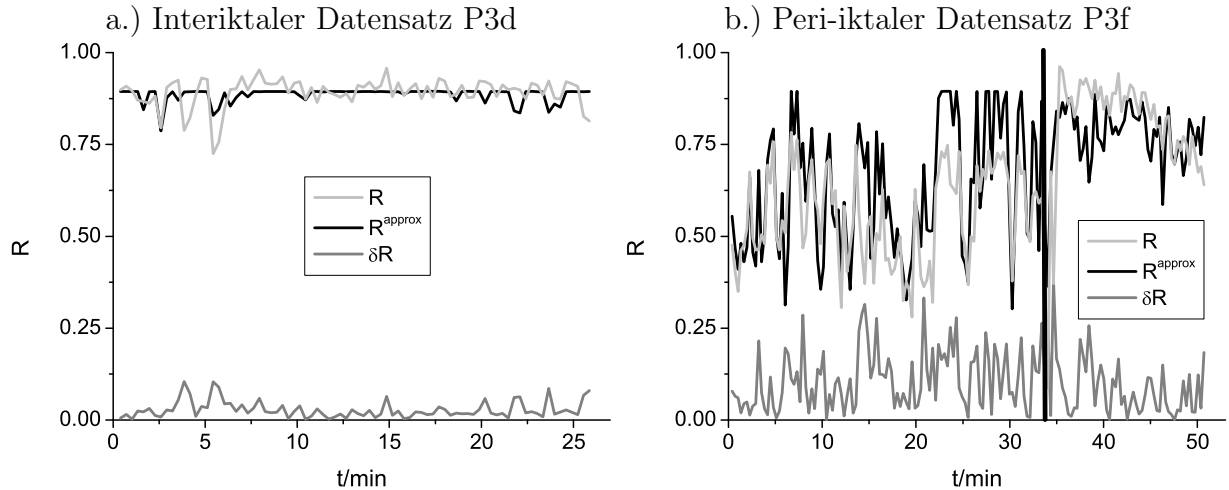 a.) Interiktaler Datensatz P3d
1.00
0.75
0.50
0.25
0.00
R
R
R^approx
δR
0
5
10
15
20
25
t/min
b.) Peri-iktaler Datensatz P3f
1.00
0.75
0.50
0.25
0.00
R
R
R^approx
δR
0
10
20
30
40
50
t/min